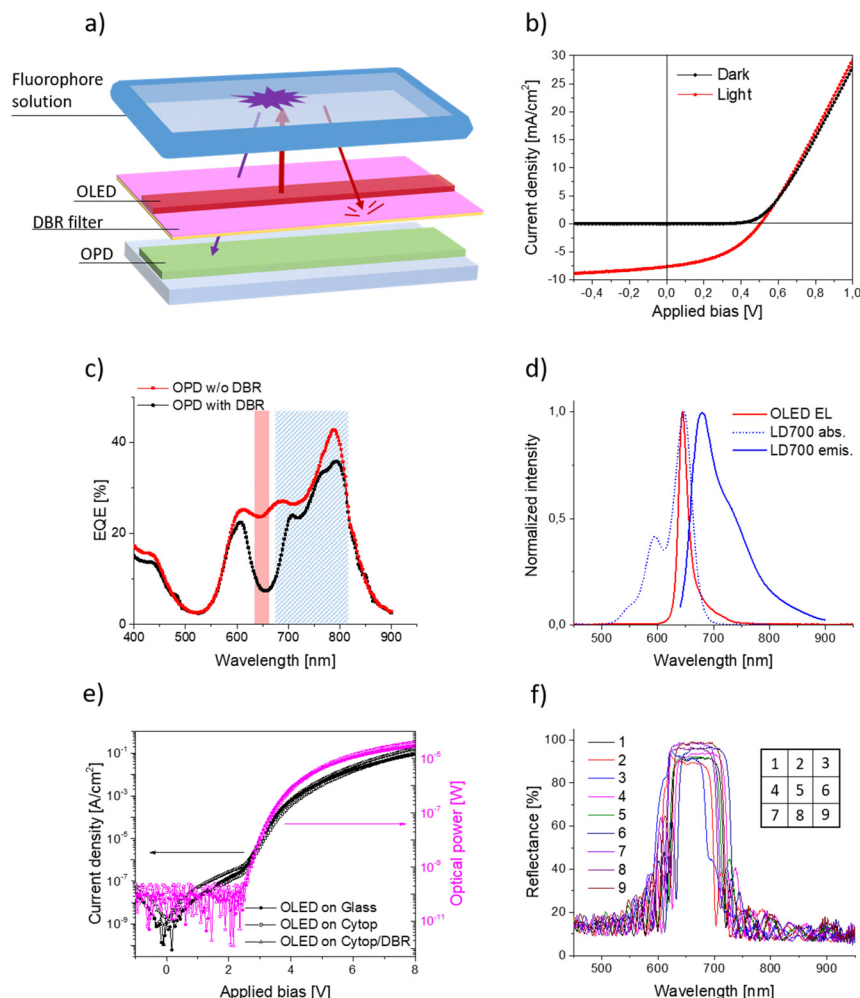 a)
Fluorophore
solution
OLED
DBR filter
OPD
b)
Current density [mA/cm²]
30
25
20
15
10
5
0
-5
-10
Dark
Light
-0,4 -0,2 0,0 0,2 0,4 0,6 0,8 1,0
Applied bias [V]
c)
OPD w/o DBR
OPD with DBR
EQE [%]
40
20
0
400 500 600 700 800 900
Wavelength [nm]
d)
Normalized intensity
1,0
0,5
0,0
OLED EL
LD700 abs.
LD700 emis.
500 600 700 800 900
Wavelength [nm]
e)
Current density [A/cm²]
10⁻¹
10⁻³
10⁻⁵
10⁻⁷
10⁻⁹
Optical power [W]
10⁻⁵
10⁻⁷
10⁻⁹
10⁻¹¹
OLED on Glass
OLED on Cytop
OLED on Cytop/DBR
0 2 4 6 8
Applied bias [V]
f)
Reflectance [%]
100
80
60
40
20
0
1
2
3
4
5
6
7
8
9
1 2 3
4 5 6
7 8 9
500 600 700 800 900
Wavelength [nm]